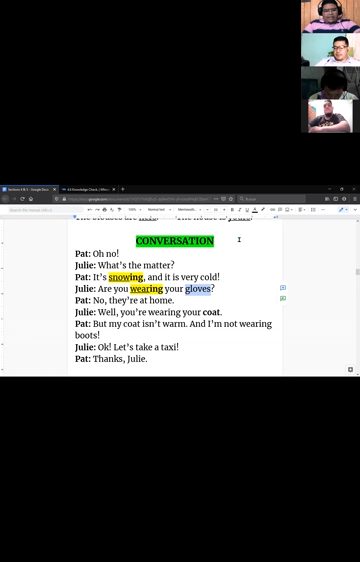 CONVERSATION
Pat: Oh no!
Julie: What's the matter?
Pat: It's snowing, and it is very cold!
Julie: Are you wearing your gloves?
Pat: No, they're at home.
Julie: Well, you're wearing your coat.
Pat: But my coat isn't warm. And I'm not wearing
boots!
Julie: Ok! Let's take a taxi!
Pat: Thanks, Julie.